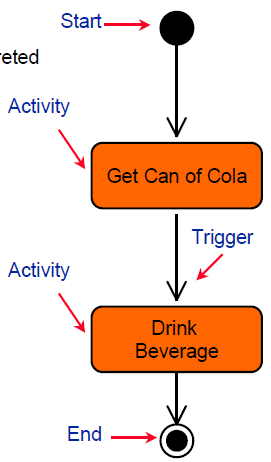 Start
reted
Activity
Get Can of Cola
Trigger
Activity
Drink
Beverage
End